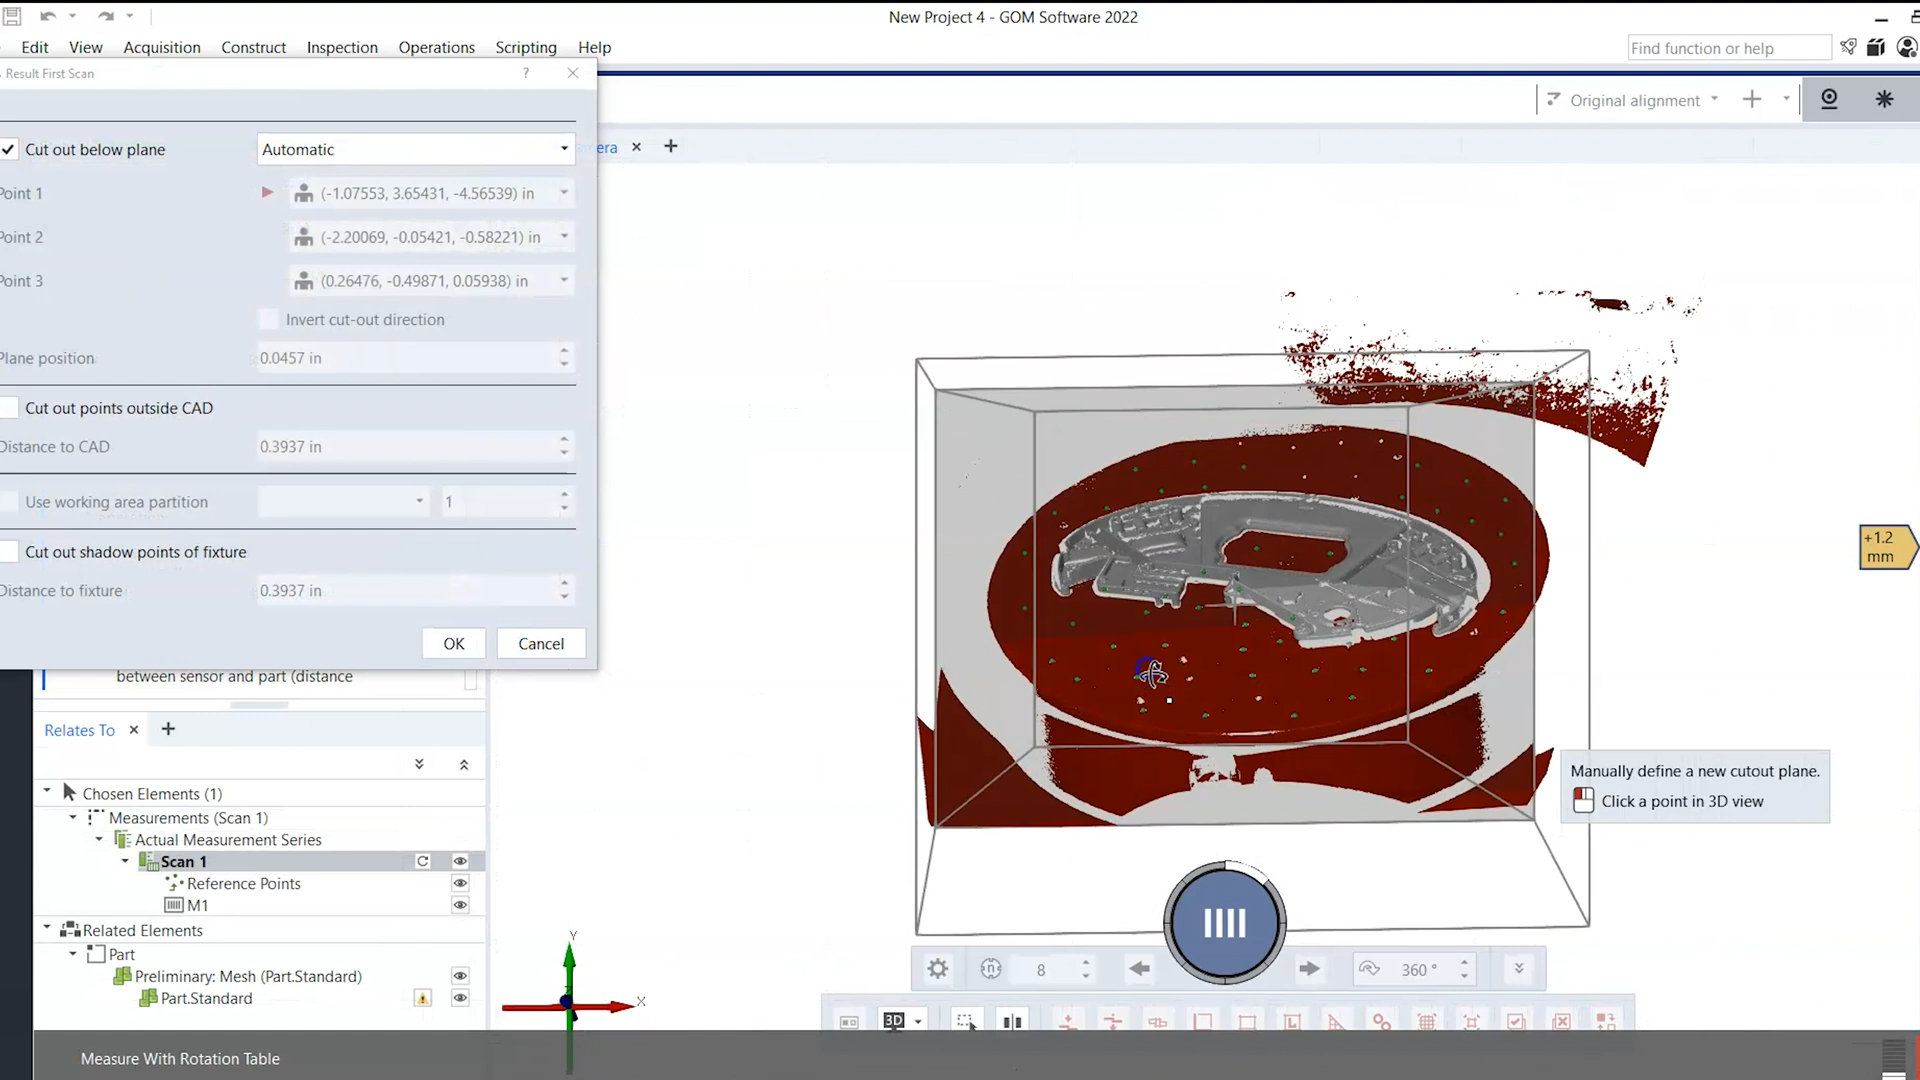 New Project 4 - GOM Software 2022
Edit View Acquisition Construct Inspection Operations Scripting Help
Find function or help
Result First Scan ? ×
Original alignment
Cut out below plane Automatic
era × +
Point 1 (-1.07553, 3.65431, -4.56539) in
Point 2 (-2.20069, -0.05421, -0.58221) in
Point 3 (0.26476, -0.49871, 0.05938) in
Invert cut-out direction
Plane position 0.0457 in
Cut out points outside CAD
Distance to CAD 0.3937 in
Use working area partition 1
Cut out shadow points of fixture
Distance to fixture 0.3937 in
OK Cancel
+1.2
mm
between sensor and part (distance
Relates To × +
Manually define a new cutout plane.
Click a point in 3D view
Chosen Elements (1)
Measurements (Scan 1)
Actual Measurement Series
Scan 1
Reference Points
M1
Related Elements
Part
Preliminary: Mesh (Part.Standard)
Part.Standard
Y
X
8
360 °
3D
Measure With Rotation Table